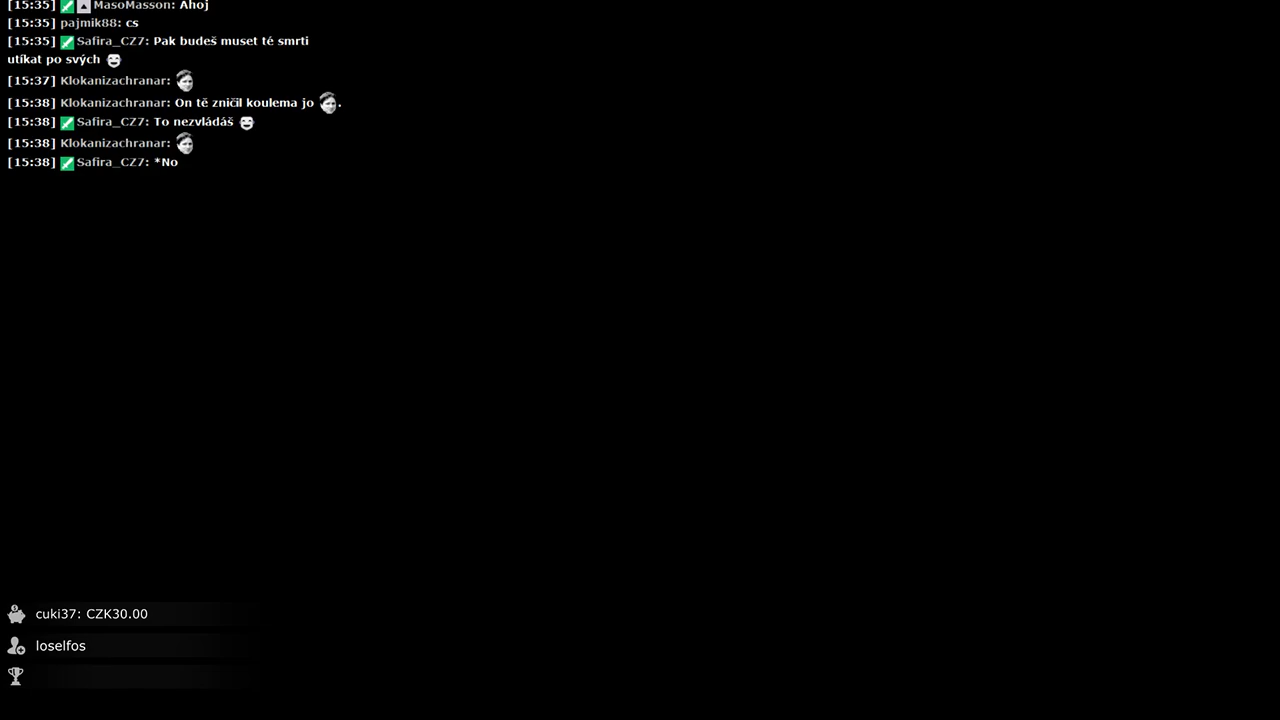 [15:35] MasoMasson: Ahoj
[15:35] pajmik88: cs
[15:35] Safira_CZ7: Pak budeš muset té smrti
utíkat po svých
[15:37] Klokanizachranar:
[15:38] Klokanizachranar: On tě zničil koulema jo .
[15:38] Safira_CZ7: To nezvládáš
[15:38] Klokanizachranar:
[15:38] Safira_CZ7: *No
cuki37: CZK30.00
loselfos